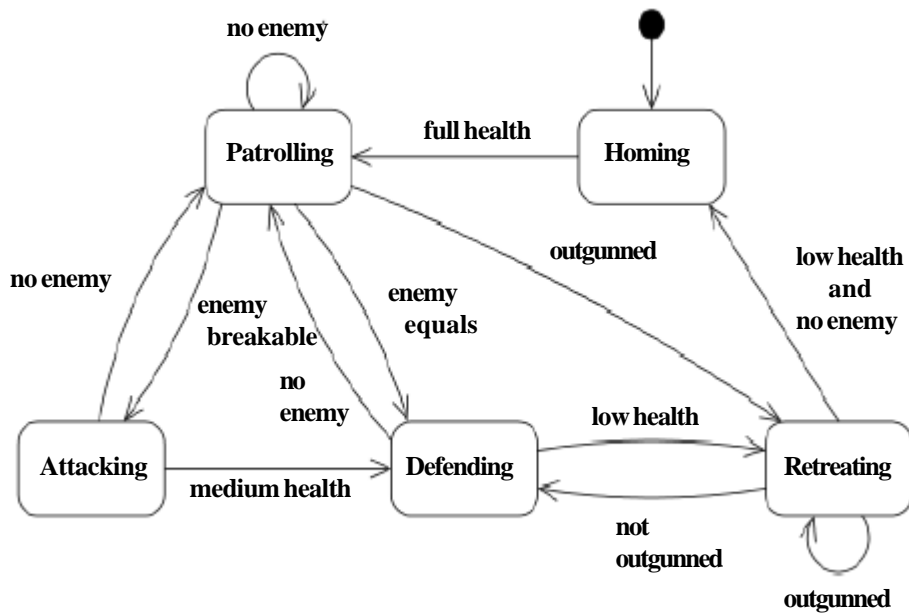 no enemy
Patrolling
full health
Homing
no enemy
enemy
breakable
enemy
equals
outgunned
low health
and
no enemy
no
enemy
low health
Attacking
medium health
Defending
Retreating
not
outgunned
outgunned